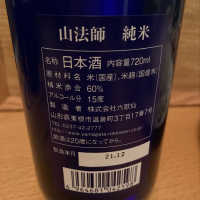 山法師 純米
名称 日本酒 内容量720ml
原材料名 米(国産)、米麹(国産米)
精米歩合 60%
アルコール分 15度
製造者 株式会社六歌仙
山形県東根市温泉町3丁目17番7号
TEL.0237-42-2777
www.yamagata-rokkasen.co.jp
飲酒は20歳になってから。
製造年月 21.12